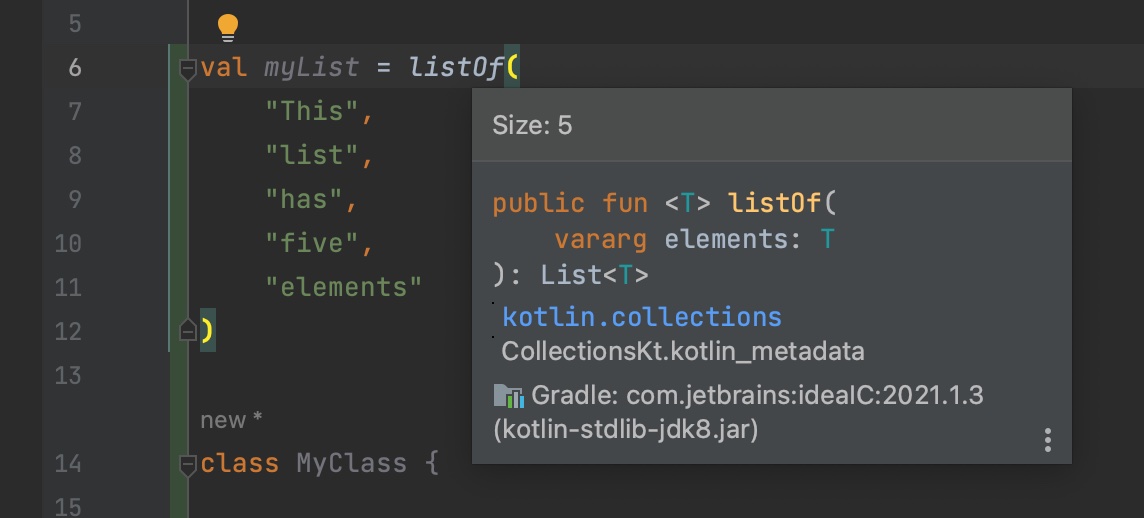 5
6 val myList = listOf(
7 "This",
8 "list",
9 "has",
10 "five",
11 "elements"
12 )
13
new *
14 class MyClass {
15
Size: 5
public fun <T> listOf(
vararg elements: T
): List<T>
kotlin.collections
CollectionsKt.kotlin_metadata
Gradle: com.jetbrains:ideaIC:2021.1.3
(kotlin-stdlib-jdk8.jar)